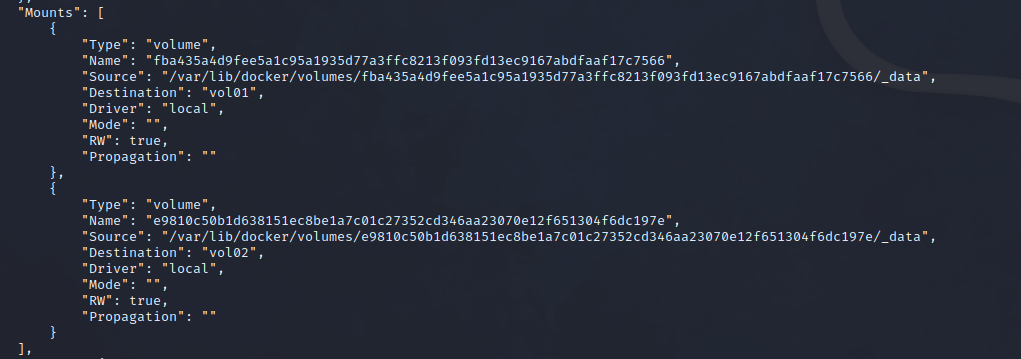 "Mounts": [
{
"Type": "volume",
"Name": "fba435a4d9fee5a1c95a1935d77a3ffc8213f093fd13ec9167abdfaaf17c7566",
"Source": "/var/lib/docker/volumes/fba435a4d9fee5a1c95a1935d77a3ffc8213f093fd13ec9167abdfaaf17c7566/_data",
"Destination": "vol01",
"Driver": "local",
"Mode": "",
"RW": true,
"Propagation": ""
},
{
"Type": "volume",
"Name": "e9810c50b1d638151ec8be1a7c01c27352cd346aa23070e12f651304f6dc197e",
"Source": "/var/lib/docker/volumes/e9810c50b1d638151ec8be1a7c01c27352cd346aa23070e12f651304f6dc197e/_data",
"Destination": "vol02",
"Driver": "local",
"Mode": "",
"RW": true,
"Propagation": ""
}
],